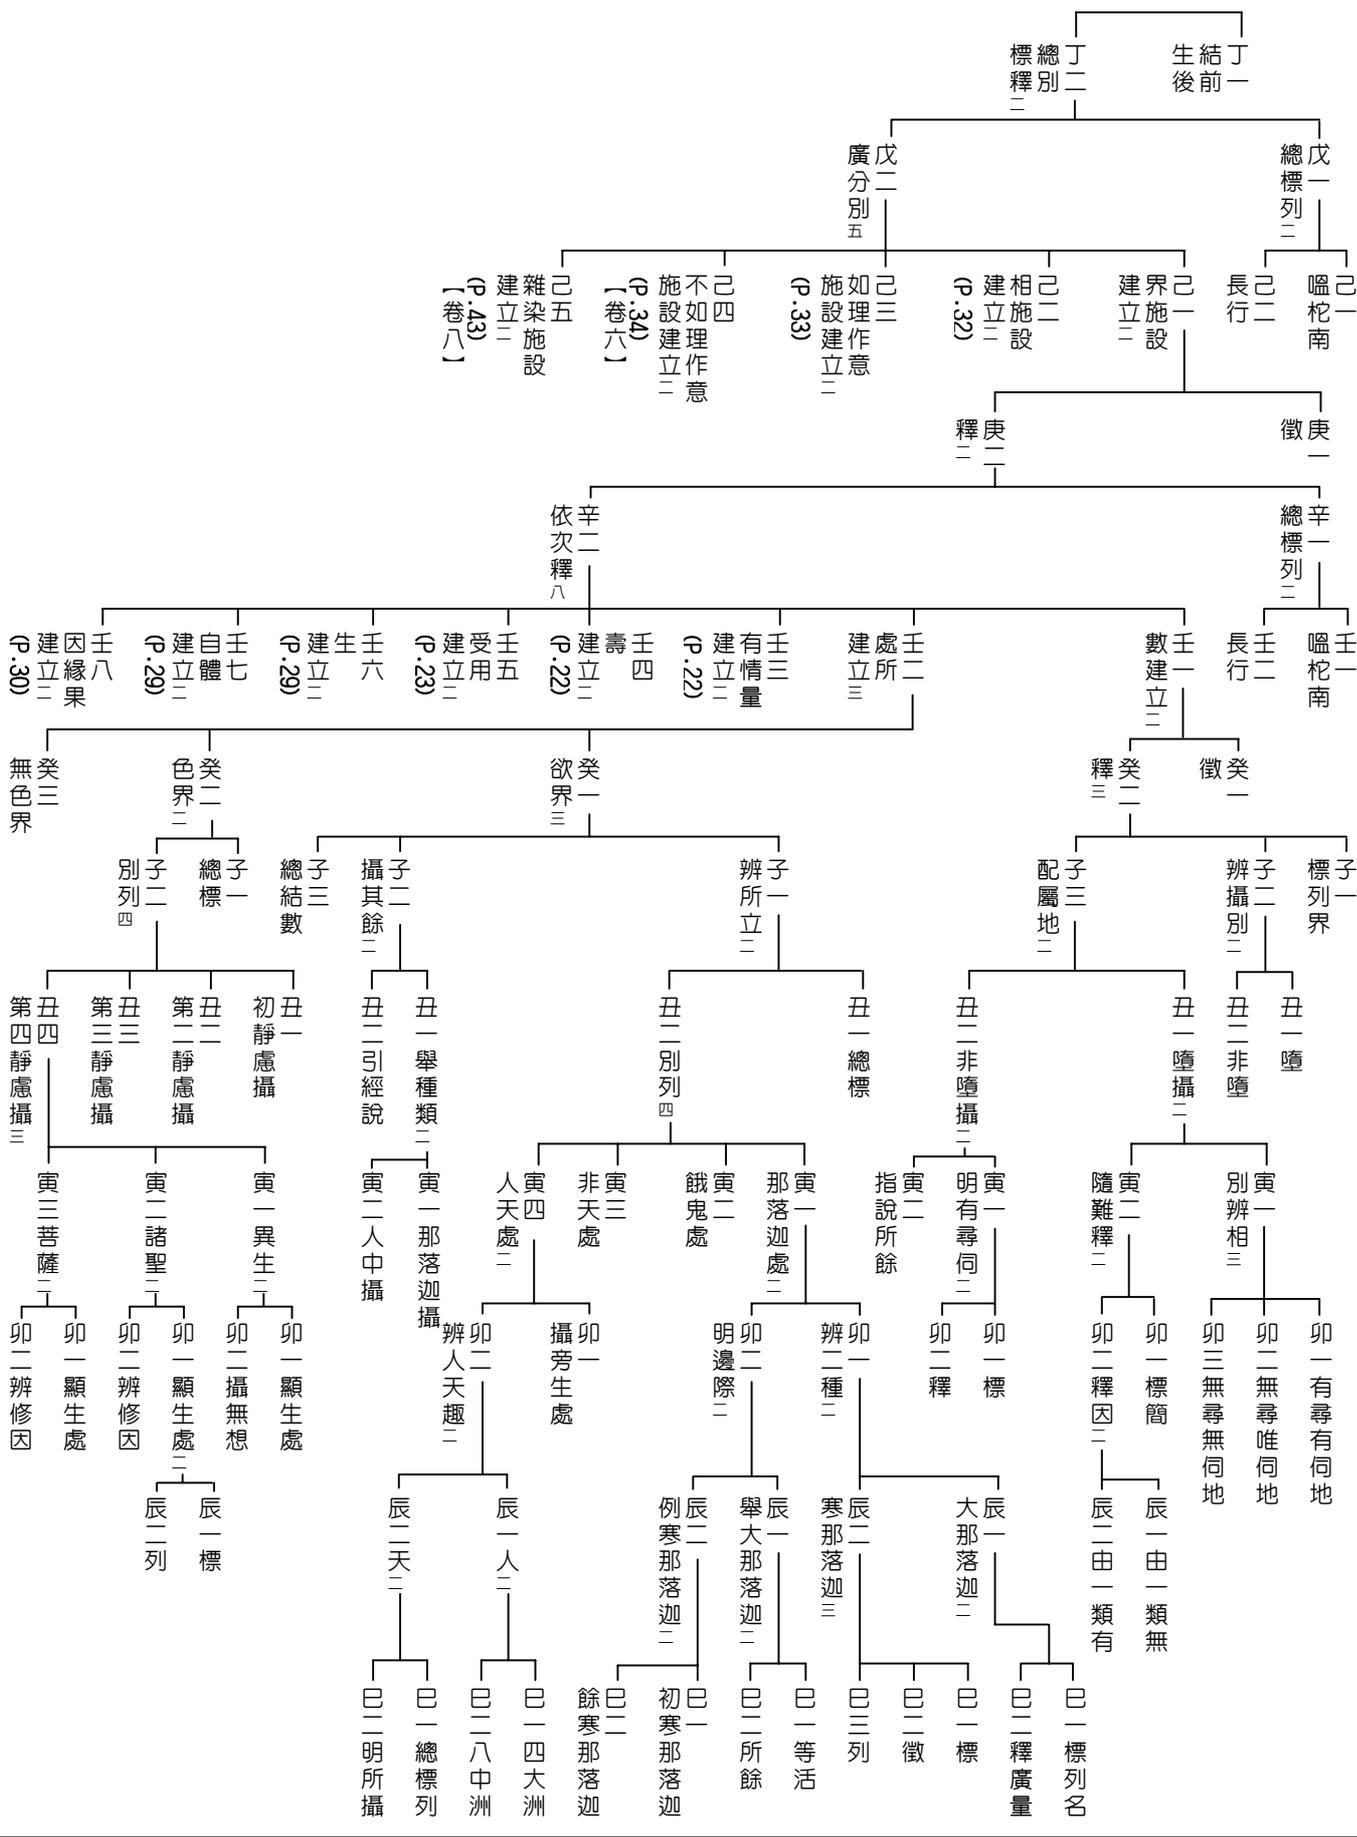 丁一
結前
生後
丁二
總別
標釋二
戊一
總標列二
戊二
廣分別五
己一
嗢柁南
己二
長行
己一
界施設
建立二
己二
相施設
建立二
(P.32)
己三
如理作意
施設建立二
(P.33)
己四
不如理作意
施設建立二
(P.34)
【卷六】
己五
雜染施設
建立二
(P.43)
【卷八】
庚一
徵
庚二
釋二
辛一
總標列二
辛二
依次釋八
壬一
嗢柁南
壬二
長行
壬一
數建立二
壬二
處所
建立三
壬三
有情量
建立二
(P.22)
壬四
壽
建立二
(P.22)
壬五
受用
建立二
(P.23)
壬六
生
建立二
(P.29)
壬七
自體
建立二
(P.29)
壬八
因緣果
建立二
(P.30)
癸一
徵
癸二
釋三
癸一
欲界三
癸二
色界二
癸三
無色界
子一
標列界
子二
辨攝別二
子三
配屬地二
子一
辨所立二
子二
攝其餘二
子三
總結數
子一
總標
子二
別列四
丑一墮
丑二非墮
丑一墮攝二
丑二非墮攝二
丑一總標
丑二別列四
丑一舉種類二
丑二引經說
丑一
初靜慮攝
丑二
第二靜慮攝
丑三
第三靜慮攝
丑四
第四靜慮攝三
寅一
別辨相三
寅二
隨難釋二
寅一
明有尋伺二
寅二
指說所餘
寅一
那落迦處二
寅二
餓鬼處
寅三
非天處
寅四
人天處二
寅一那落迦攝
寅二人中攝
寅一異生二
寅二諸聖二
寅三菩薩二
卯一有尋有伺地
卯二無尋唯伺地
卯三無尋無伺地
卯一標簡
卯二釋因二
卯一標
卯二釋
卯一
辨二種二
卯二
明邊際二
卯一
攝旁生處
卯二
辨人天趣二
卯一顯生處
卯二攝無想
卯一顯生處二
卯二辨修因
卯一顯生處
卯二辨修因
辰一由一類無
辰二由一類有
辰一
大那落迦二
辰二
寒那落迦三
辰一
舉大那落迦二
辰二
例寒那落迦二
辰一人二
辰二天二
辰一標
辰二列
巳一標列名
巳二釋廣量
巳一標
巳二徵
巳三列
巳一等活
巳二所餘
巳一
初寒那落迦
巳二
餘寒那落迦
巳一四大洲
巳二八中洲
巳一總標列
巳二明所攝